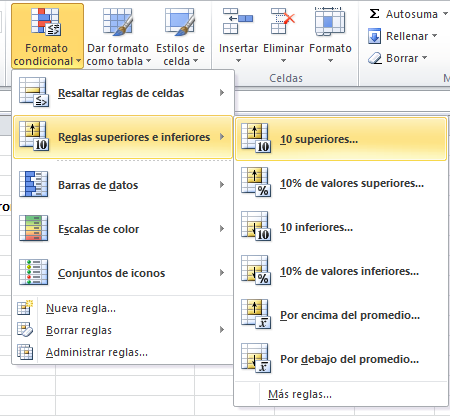 Formato condicional
Dar formato como tabla
Estilos de celda
Insertar
Eliminar
Formato
Celdas
Σ Autosuma
Rellenar
Borrar
M
Resaltar reglas de celdas
Reglas superiores e inferiores
Barras de datos
Escalas de color
Conjuntos de iconos
Nueva regla...
Borrar reglas
Administrar reglas...
10 superiores...
10% de valores superiores...
10 inferiores...
10% de valores inferiores...
Por encima del promedio...
Por debajo del promedio...
Más reglas...